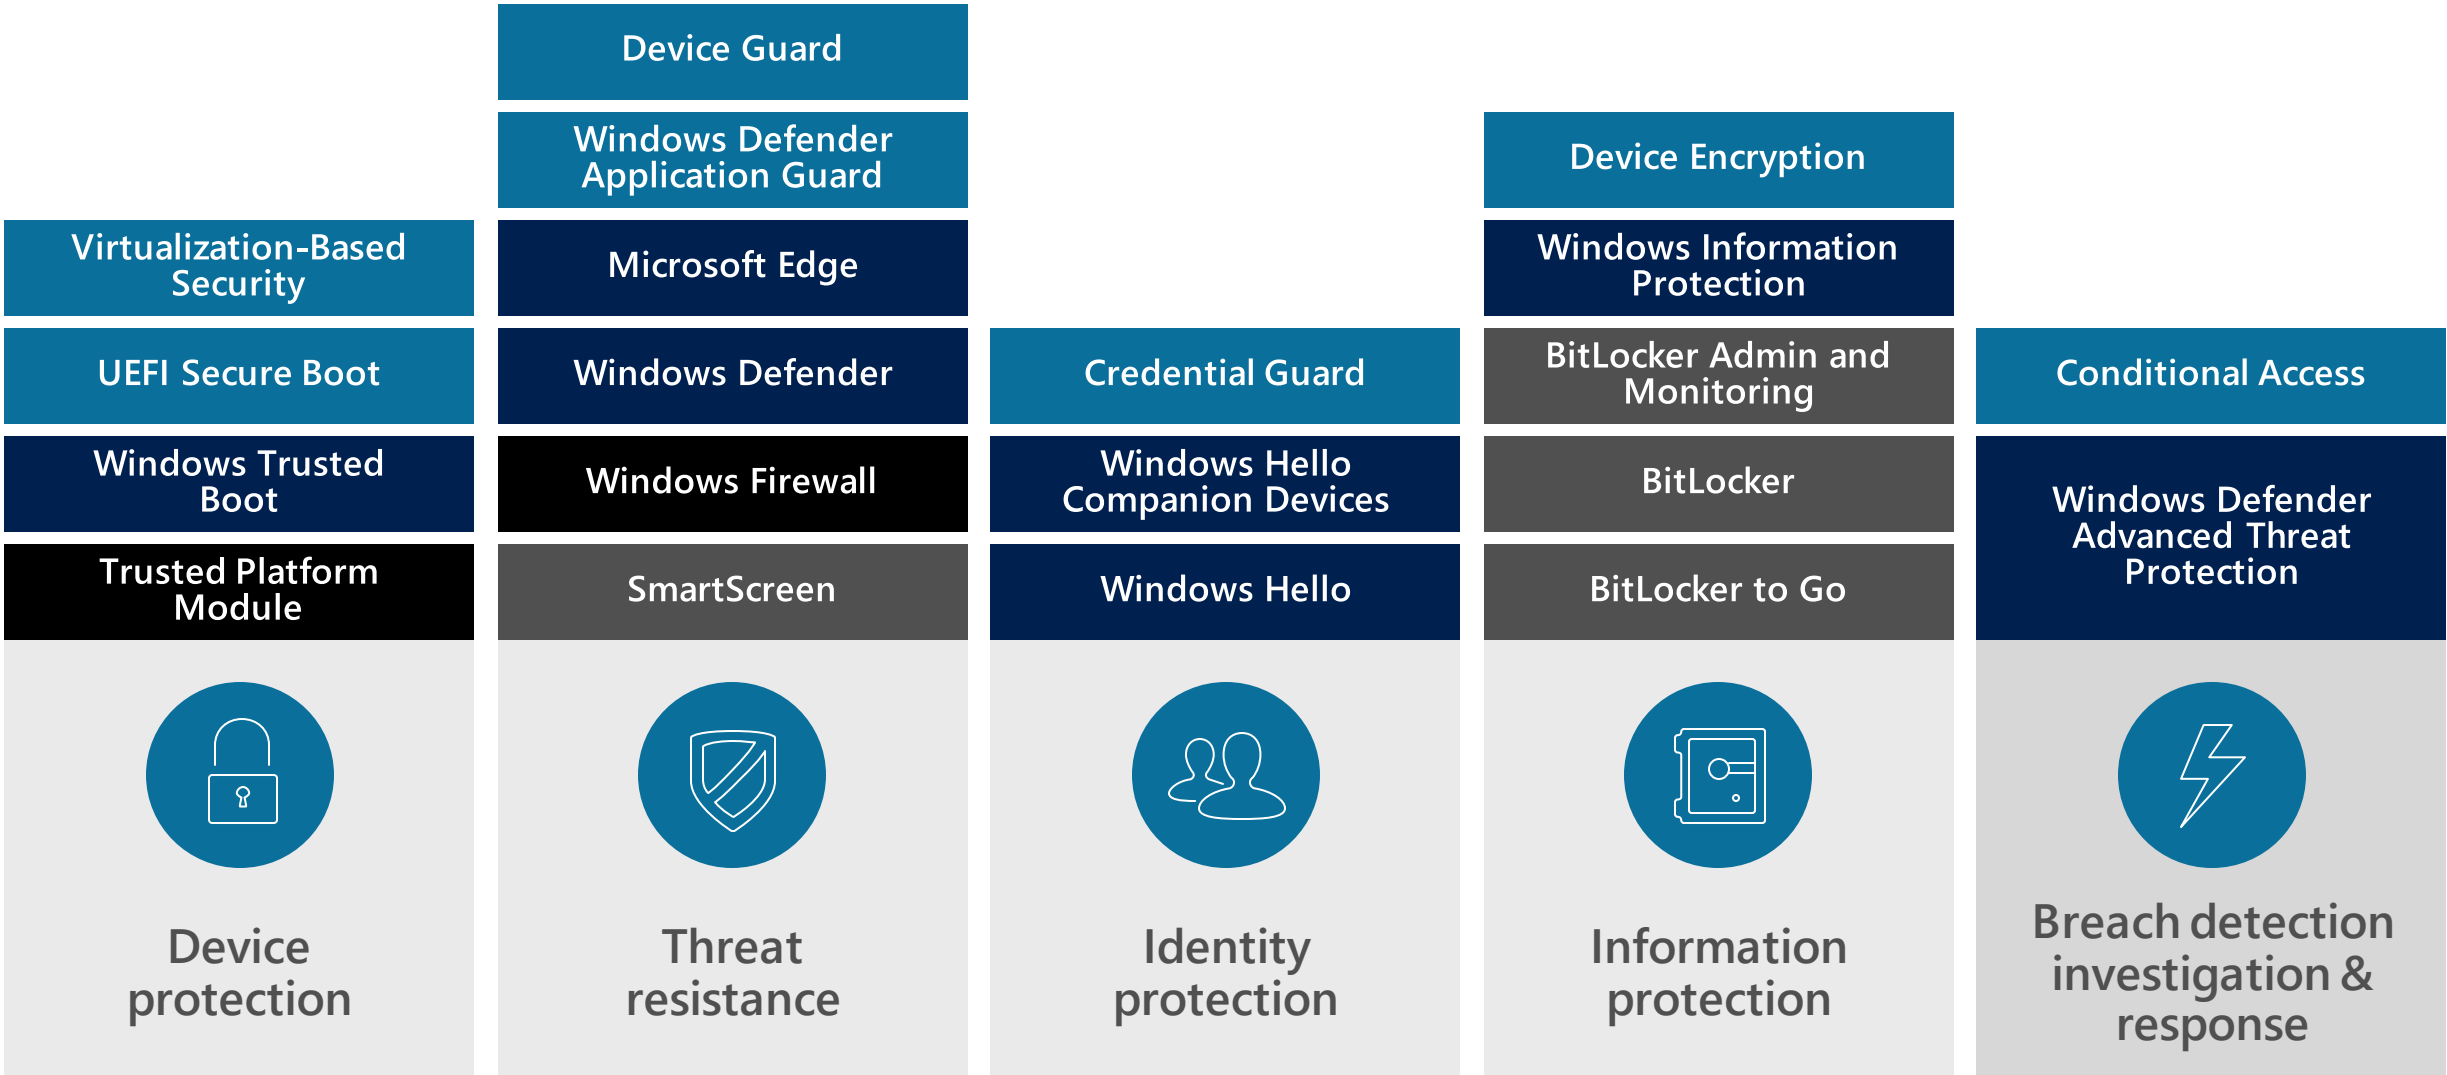 Virtualization-Based
Security
UEFI Secure Boot
Windows Trusted
Boot
Trusted Platform
Module
Device
protection
Device Guard
Windows Defender
Application Guard
Microsoft Edge
Windows Defender
Windows Firewall
SmartScreen
Threat
resistance
Credential Guard
Windows Hello
Companion Devices
Windows Hello
Identity
protection
Device Encryption
Windows Information
Protection
BitLocker Admin and
Monitoring
BitLocker
BitLocker to Go
Information
protection
Conditional Access
Windows Defender
Advanced Threat
Protection
Breach detection
investigation &
response